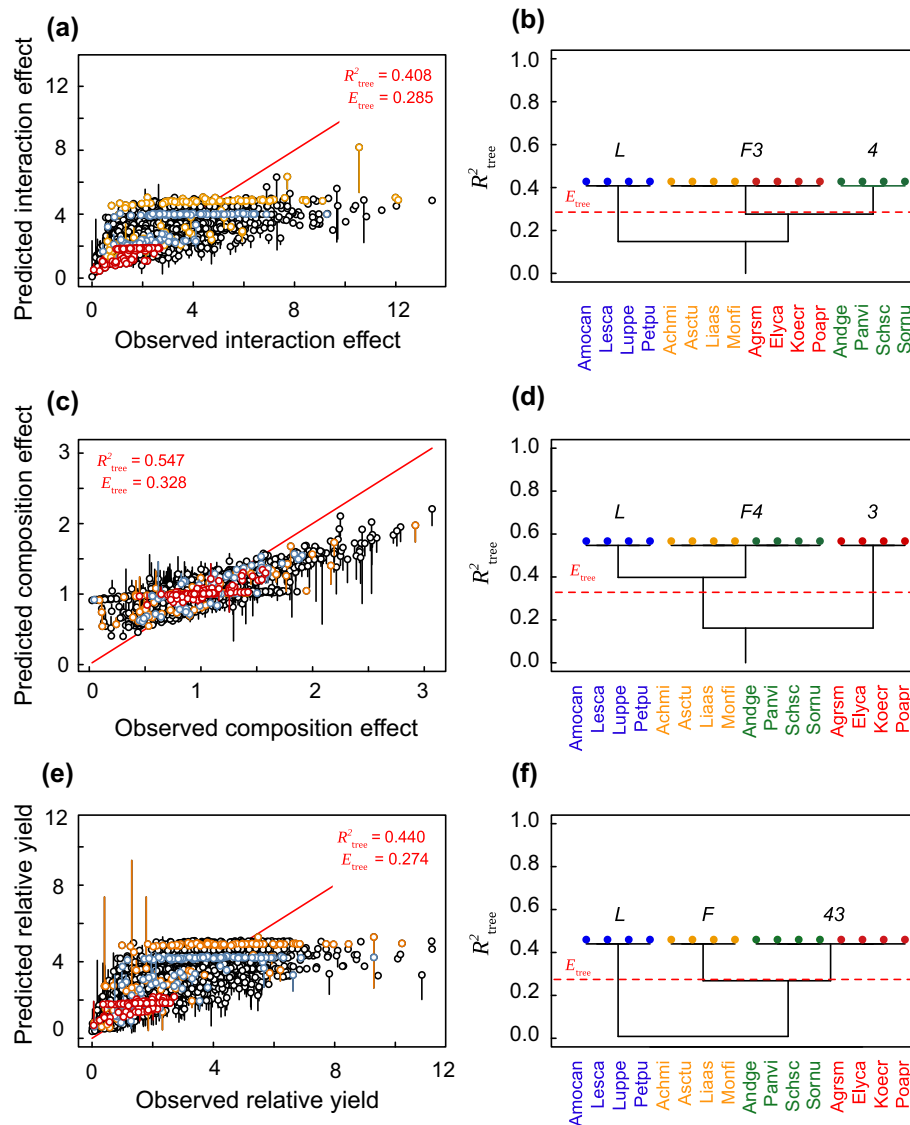 (a)
Predicted interaction effect
12
8
4
0
R²tree = 0.408
Etree = 0.285
0 4 8 12
Observed interaction effect
(b)
R²tree
1.0
0.8
0.6
0.4
0.2
0.0
L F3 4
Etree
Amocan
Lesca
Luppe
Petpu
Achmi
Asctu
Liaas
Monfi
Agrsm
Elyca
Koecr
Poapr
Andge
Panvi
Schsc
Sornu
(c)
Predicted composition effect
3
2
1
0
R²tree = 0.547
Etree = 0.328
0 1 2 3
Observed composition effect
(d)
R²tree
1.0
0.8
0.6
0.4
0.2
0.0
L F4 3
Etree
Amocan
Lesca
Luppe
Petpu
Achmi
Asctu
Liaas
Monfi
Andge
Panvi
Schsc
Sornu
Agrsm
Elyca
Koecr
Poapr
(e)
Predicted relative yield
12
8
4
0
R²tree = 0.440
Etree = 0.274
0 4 8 12
Observed relative yield
(f)
R²tree
1.0
0.8
0.6
0.4
0.2
0.0
L F 43
Etree
Amocan
Lesca
Luppe
Petpu
Achmi
Asctu
Liaas
Monfi
Andge
Panvi
Schsc
Sornu
Agrsm
Elyca
Koecr
Poapr